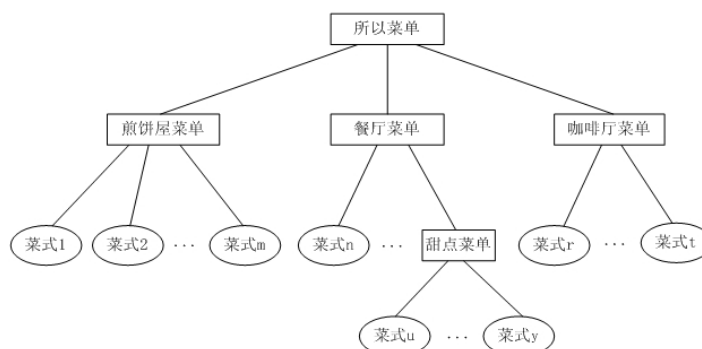 所以菜单
煎饼屋菜单 餐厅菜单 咖啡厅菜单
菜式1 菜式2 ... 菜式m 菜式n ... 甜点菜单 菜式r ... 菜式t
菜式u ... 菜式y